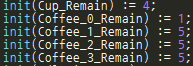 init(Cup_Remain) := 4;
init(Coffee_0_Remain) := 1;
init(Coffee_1_Remain) := 5;
init(Coffee_2_Remain) := 5;
init(Coffee_3_Remain) := 5;